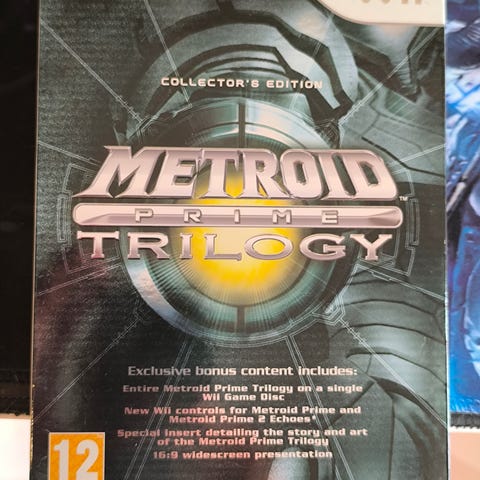 COLLECTOR'S EDITION
METROID
PRIME
TRILOGY™
Exclusive bonus content includes:
Entire Metroid Prime Trilogy on a single
Wii Game Disc
New Wii controls for Metroid Prime and
Metroid Prime 2 Echoes*
Special insert detailing the story and art
of the Metroid Prime Trilogy
16:9 widescreen presentation
12